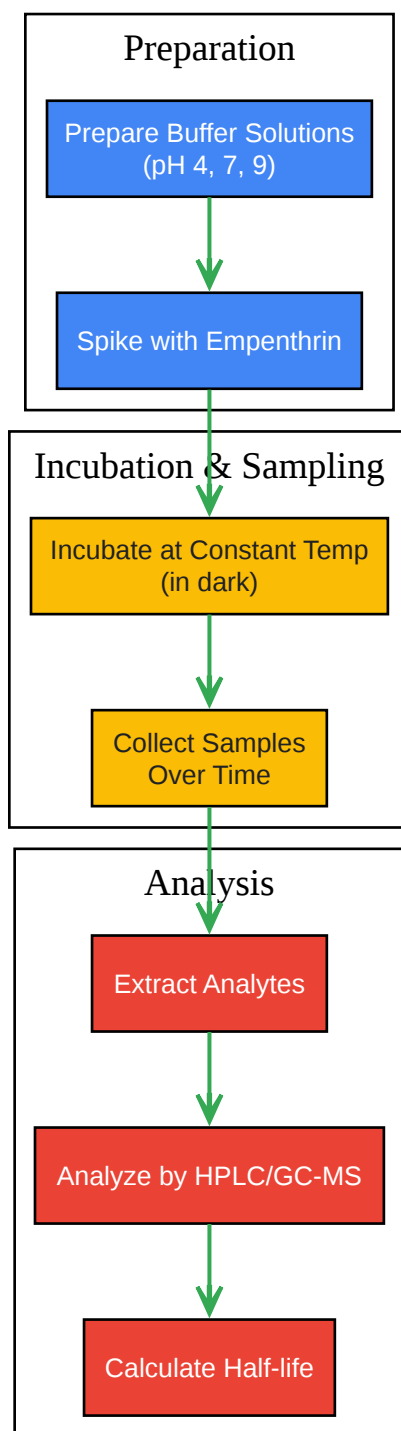 Preparation
Prepare Buffer Solutions
(pH 4, 7, 9)
Spike with Empenthrin
Incubation & Sampling
Incubate at Constant Temp
(in dark)
Collect Samples
Over Time
Analysis
Extract Analytes
Analyze by HPLC/GC-MS
Calculate Half-life